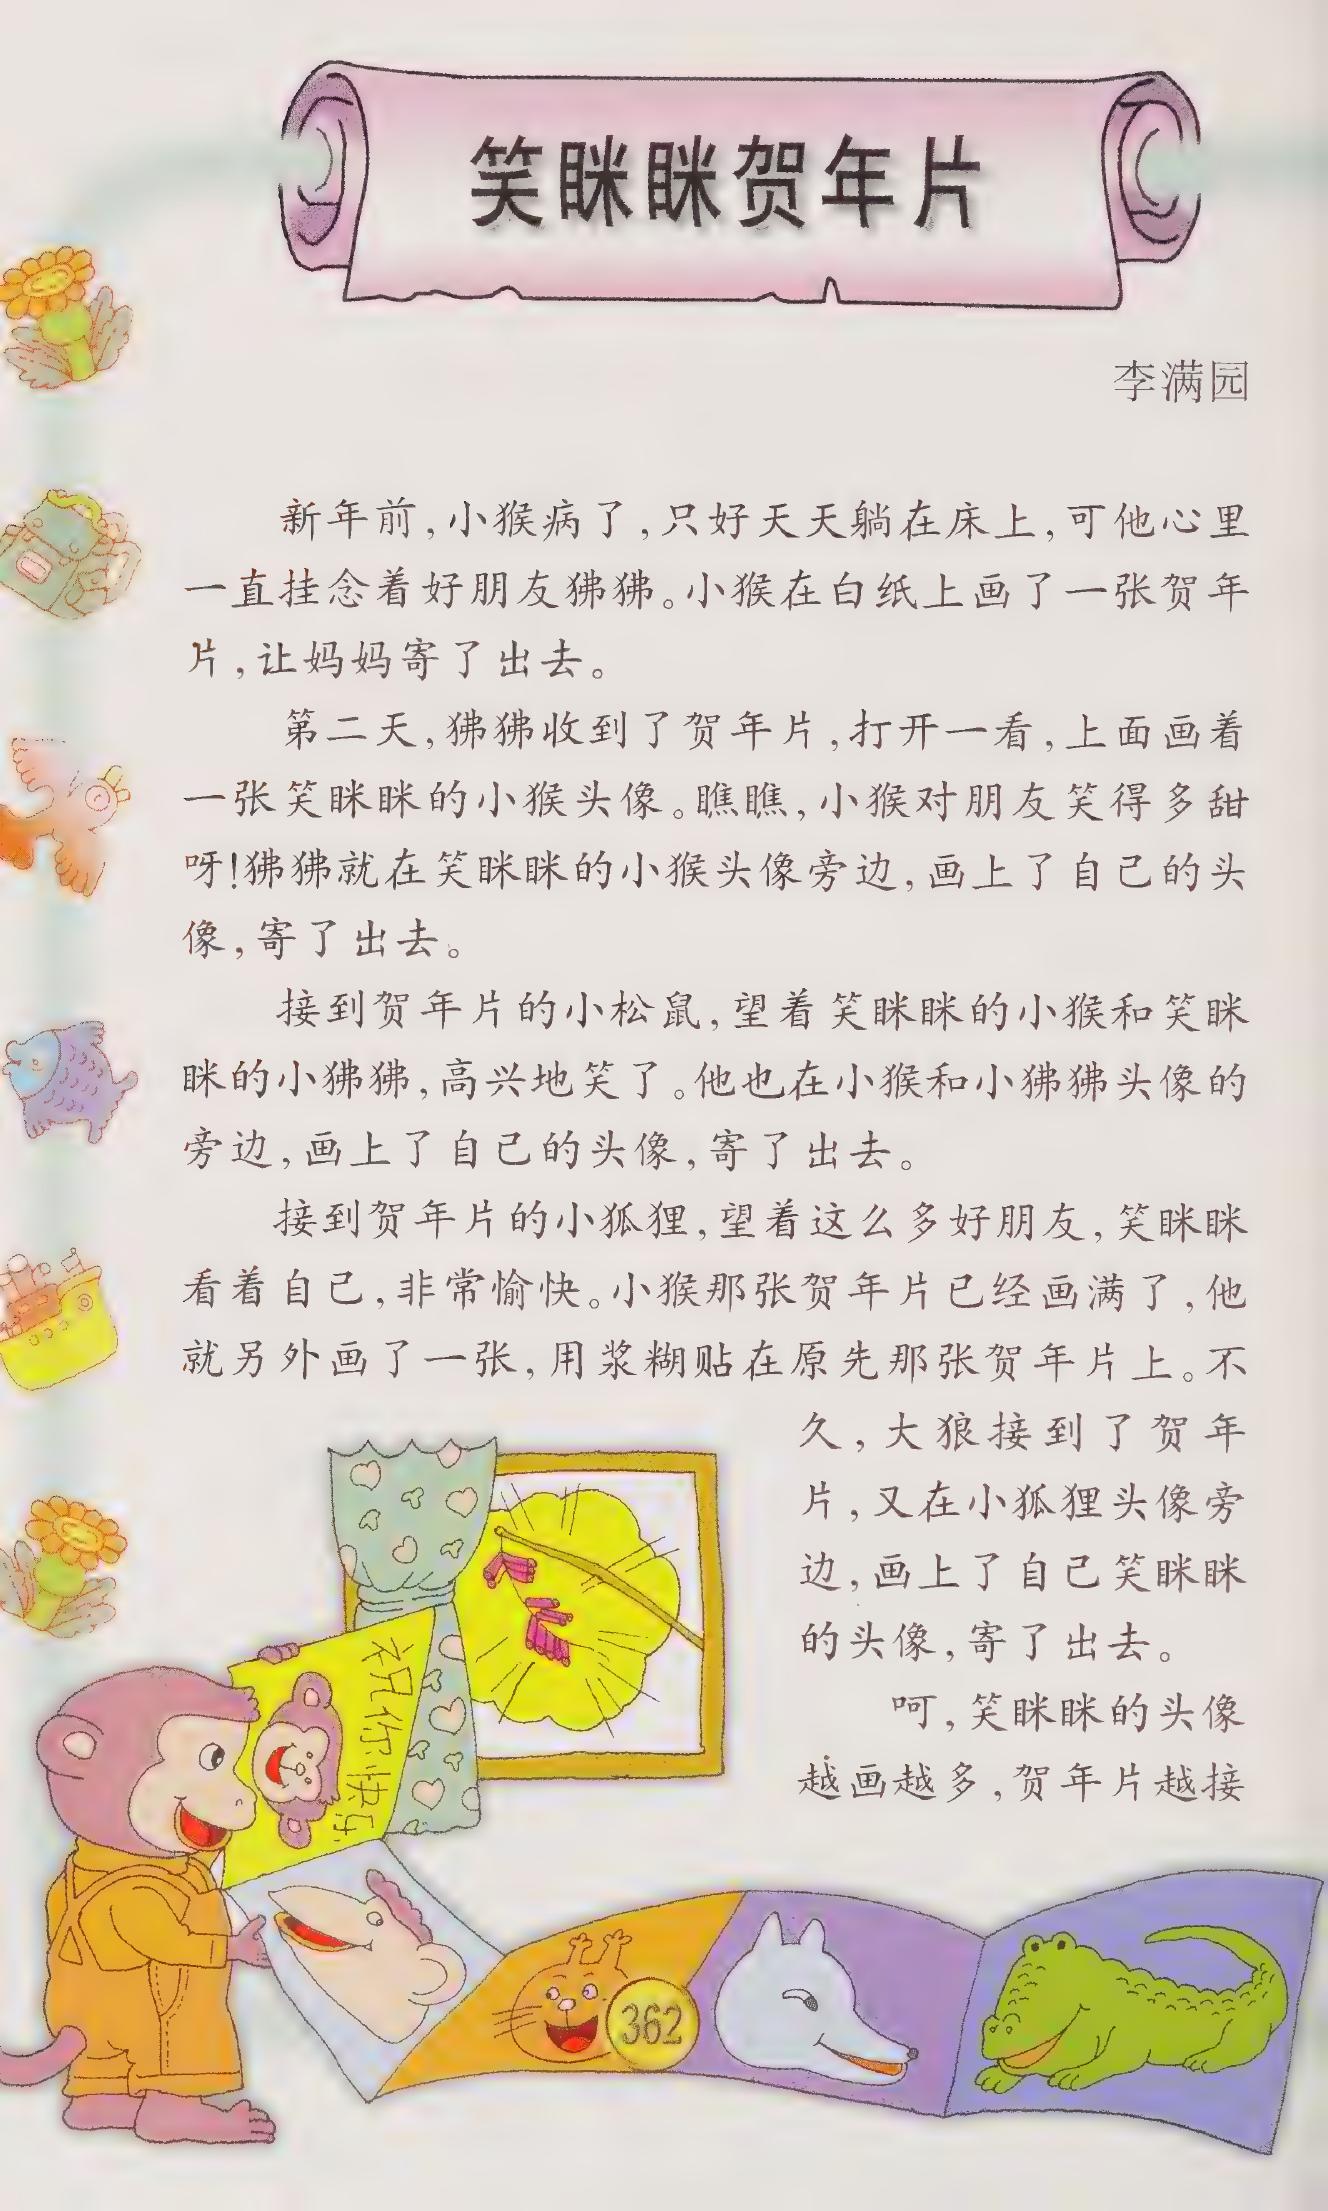 笑眯眯贺年片
李满园
新年前,小猴病了,只好天天躺在床上,可他心里
一直挂念着好朋友狒狒。小猴在白纸上画了一张贺年
片,让妈妈寄了出去。
第二天,狒狒收到了贺年片,打开一看,上面画着
一张笑眯眯的小猴头像。瞧瞧,小猴对朋友笑得多甜
呀!狒狒就在笑眯眯的小猴头像旁边,画上了自己的头
像,寄了出去。
接到贺年片的小松鼠,望着笑眯眯的小猴和笑眯
眯的小狒狒,高兴地笑了。他也在小猴和小狒狒头像的
旁边,画上了自己的头像,寄了出去。
接到贺年片的小狐狸,望着这么多好朋友,笑眯眯
看着自己,非常愉快。小猴那张贺年片已经画满了,他
就另外画了一张,用浆糊贴在原先那张贺年片上。不
久,大狼接到了贺年
片,又在小狐狸头像旁
边,画上了自己笑眯眯
的头像,寄了出去。
呵,笑眯眯的头像
越画越多,贺年片越接
祝你
快乐
362